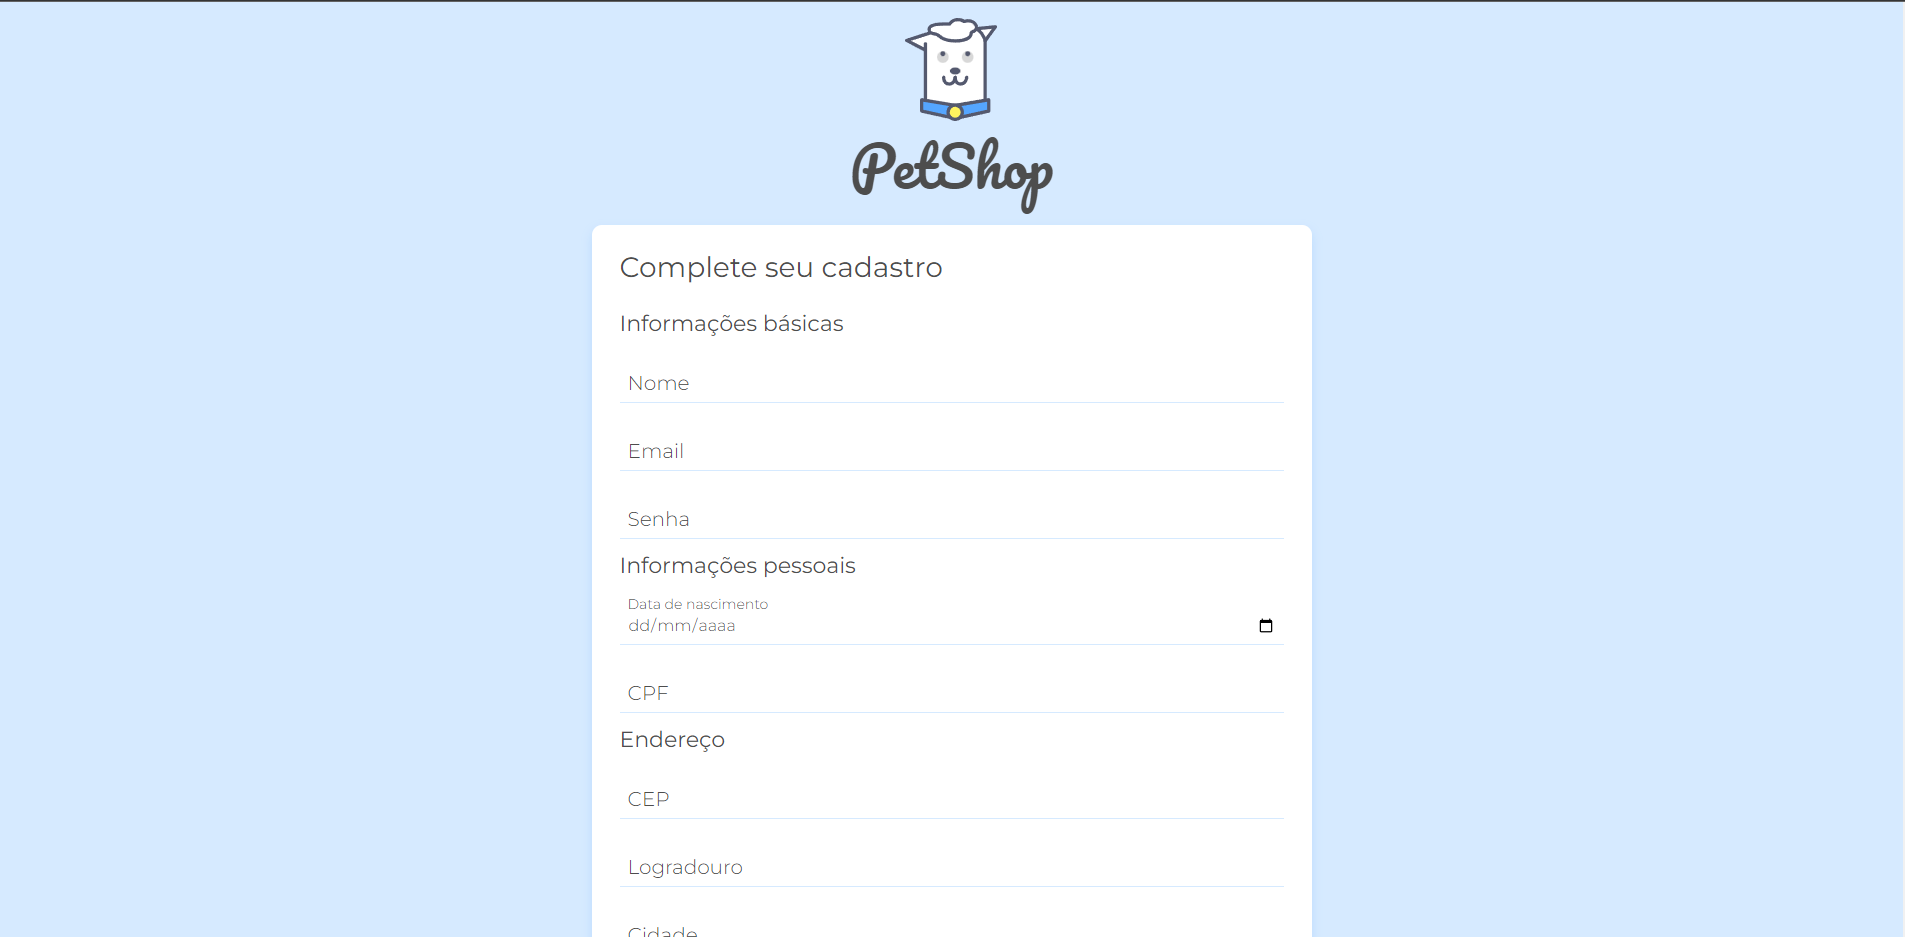 PetShop
Complete seu cadastro
Informações básicas
Nome
Email
Senha
Informações pessoais
Data de nascimento
dd/mm/aaaa
CPF
Endereço
CEP
Logradouro
Cidade